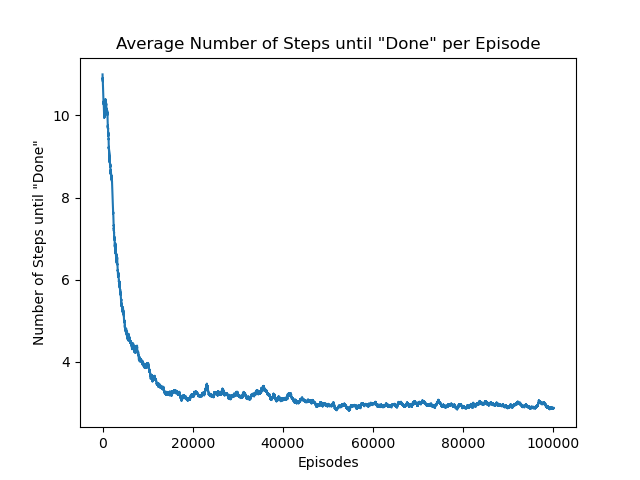 Average Number of Steps until "Done" per Episode
10
8
6
4
Number of Steps until "Done"
0 20000 40000 60000 80000 100000
Episodes